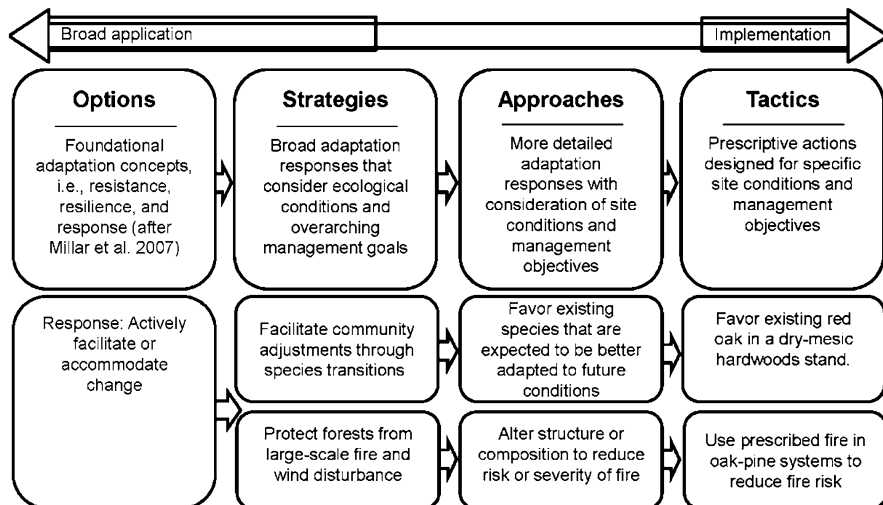 Broad application
Implementation
Options
Foundational
adaptation concepts,
i.e., resistance,
resilience, and
response (after
Millar et al. 2007)
Strategies
Broad adaptation
responses that
consider ecological
conditions and
overarching
management goals
Approaches
More detailed
adaptation
responses with
consideration of site
conditions and
management
objectives
Tactics
Prescriptive actions
designed for specific
site conditions and
management
objectives
Response: Actively
facilitate or
accommodate
change
Facilitate community
adjustments through
species transitions
Favor existing
species that are
expected to be better
adapted to future
conditions
Favor existing red
oak in a dry-mesic
hardwoods stand.
Protect forests from
large-scale fire and
wind disturbance
Alter structure or
composition to reduce
risk or severity of fire
Use prescribed fire in
oak-pine systems to
reduce fire risk